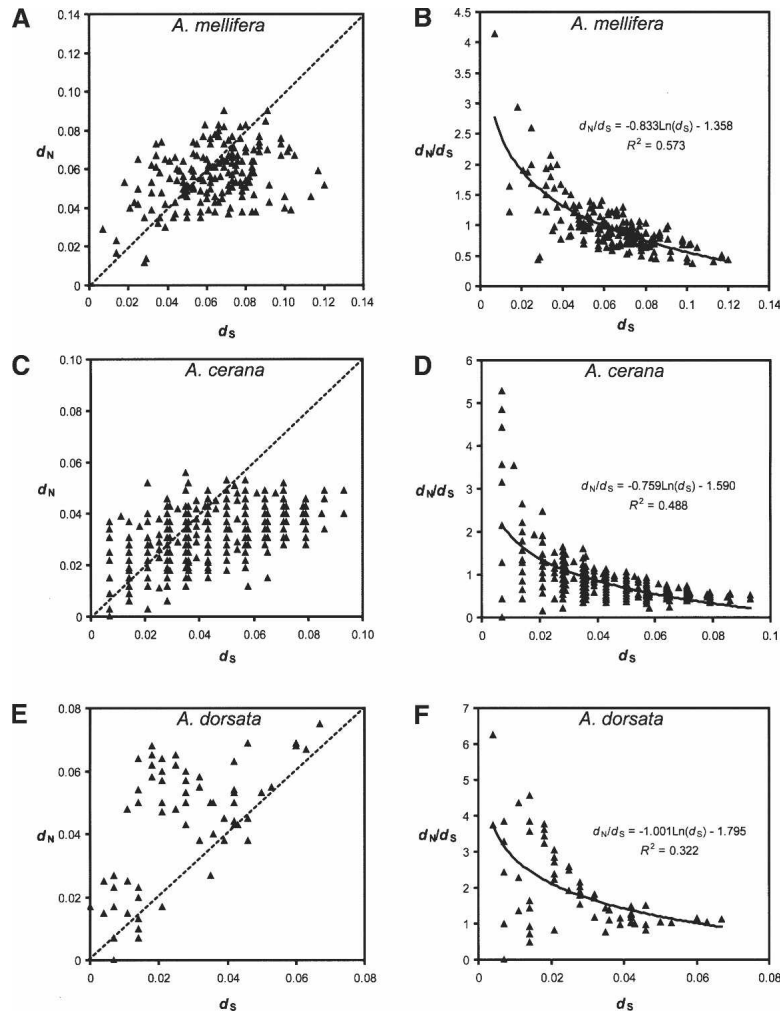 A
A. mellifera
0.14
0.12
0.10
0.08
dN
0.06
0.04
0.02
0
0 0.02 0.04 0.06 0.08 0.10 0.12 0.14
dS
B
A. mellifera
4.5
4
3.5
3
2.5
dN/dS
2
1.5
1
0.5
0
dN/dS = -0.833Ln(dS) - 1.358
R² = 0.573
0 0.02 0.04 0.06 0.08 0.10 0.12 0.14
dS
C
A. cerana
0.10
0.08
0.06
dN
0.04
0.02
0
0 0.02 0.04 0.06 0.08 0.10
dS
D
A. cerana
6
5
4
dN/dS
3
2
1
0
dN/dS = -0.759Ln(dS) - 1.590
R² = 0.488
0 0.02 0.04 0.06 0.08 0.1
dS
E
A. dorsata
0.08
0.06
dN
0.04
0.02
0
0 0.02 0.04 0.06 0.08
dS
F
A. dorsata
7
6
5
4
dN/dS
3
2
1
0
dN/dS = -1.001Ln(dS) - 1.795
R² = 0.322
0 0.02 0.04 0.06 0.08
dS